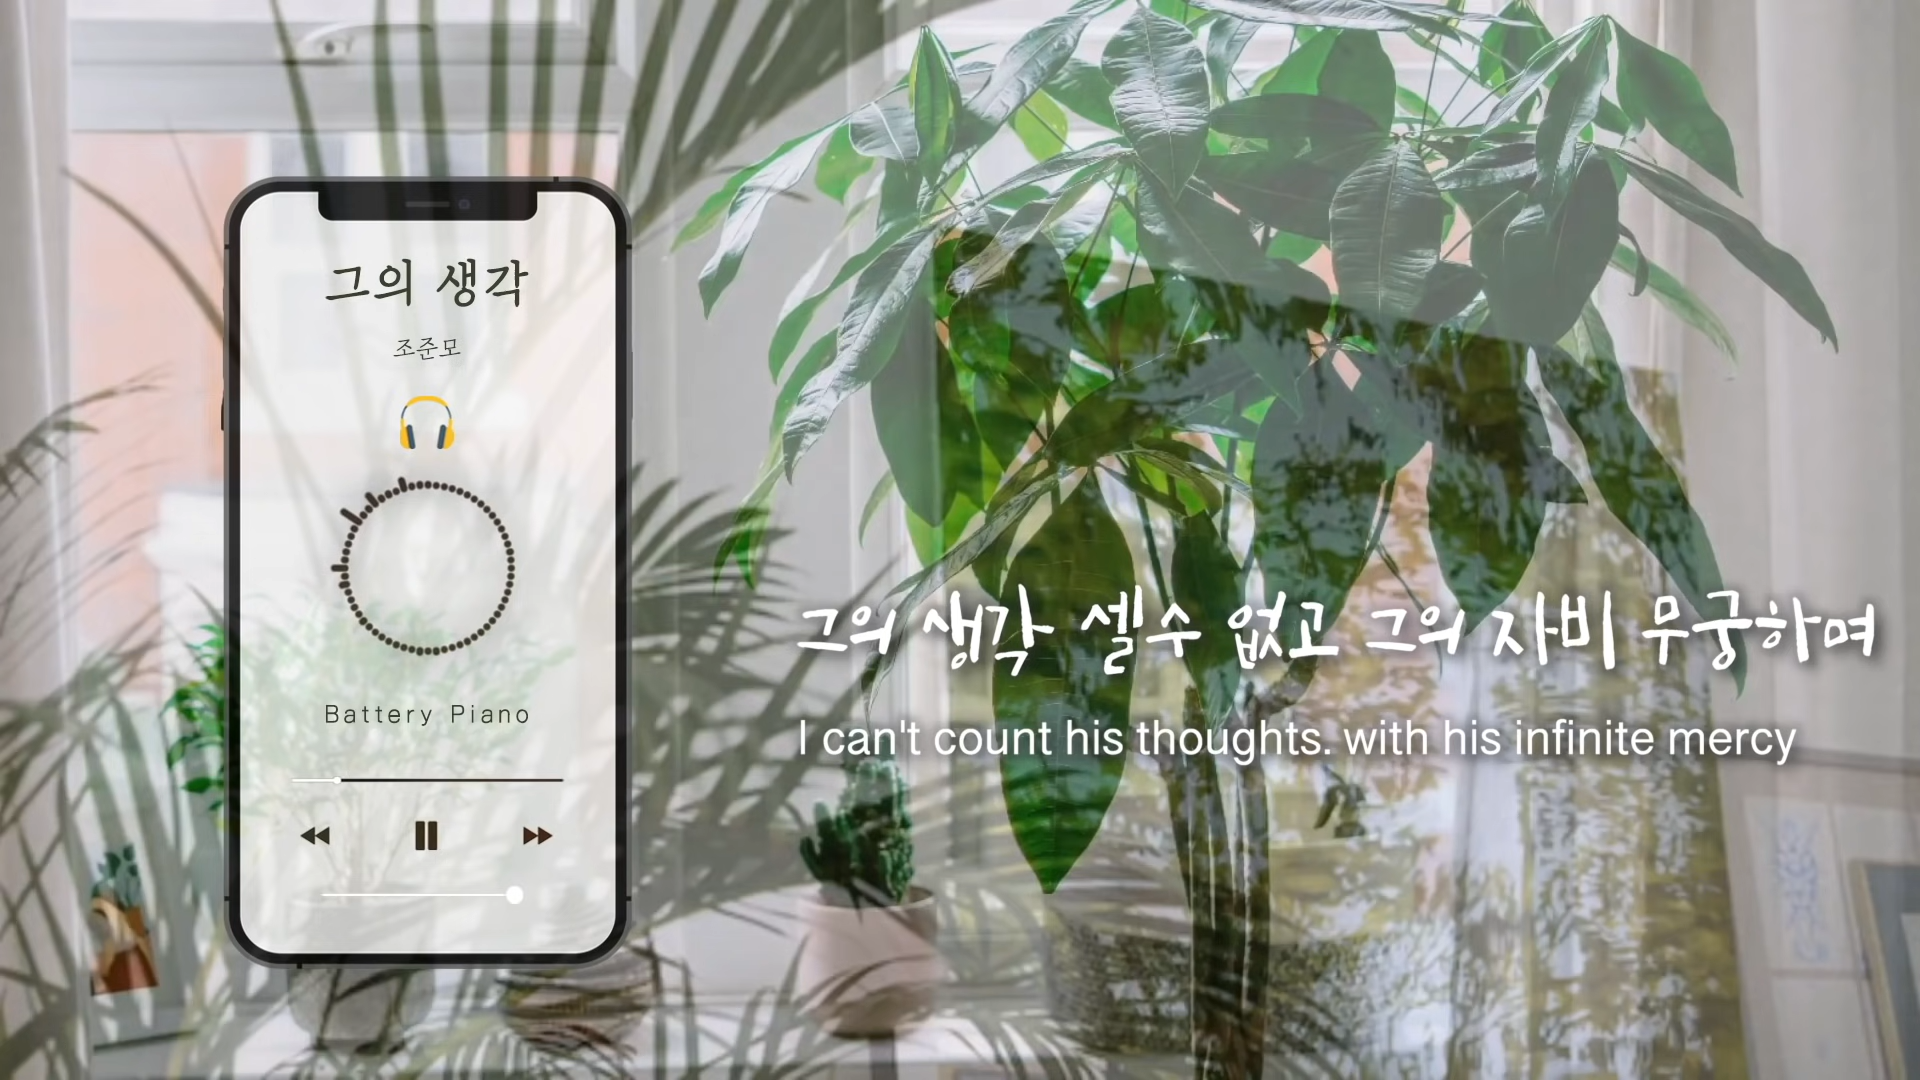 그의 생각
조준모
Battery Piano
그의 생각 셀수 없고 그의 자비 무궁하며
I can't count his thoughts. with his infinite mercy